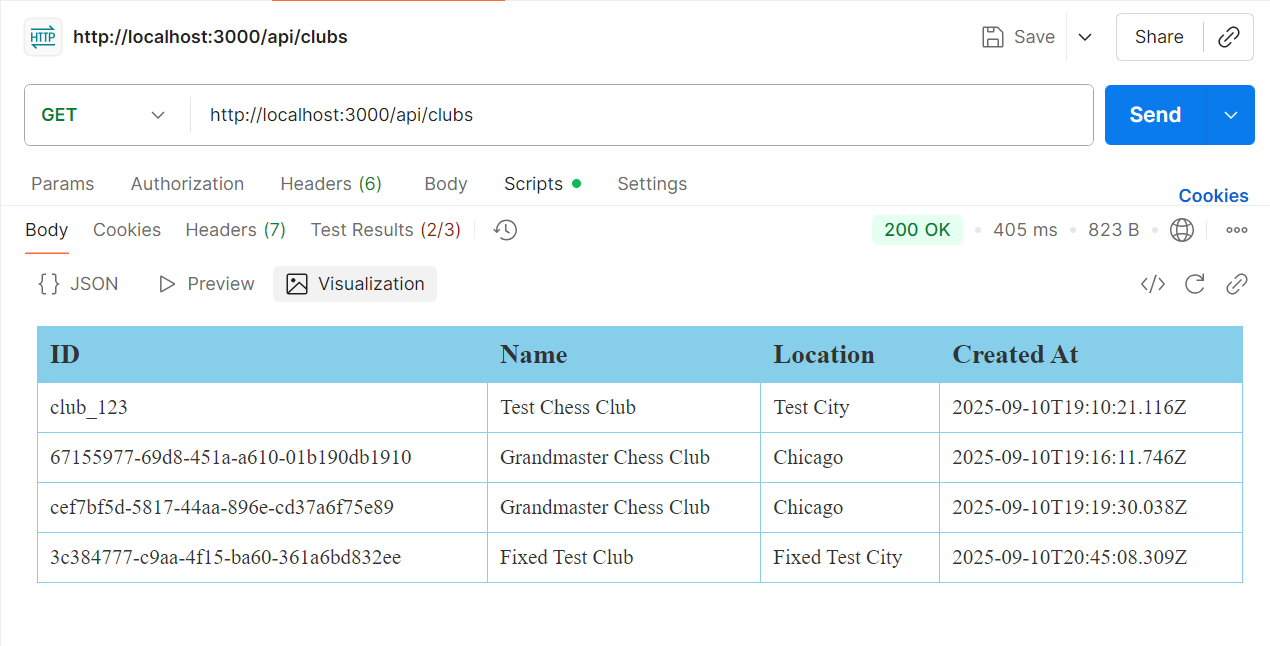 HTTP http://localhost:3000/api/clubs Save Share
GET http://localhost:3000/api/clubs Send
Params Authorization Headers (6) Body Scripts Settings
Cookies
Body Cookies Headers (7) Test Results (2/3) 200 OK 405 ms 823 B
{ } JSON Preview Visualization </>
ID Name Location Created At
club_123 Test Chess Club Test City 2025-09-10T19:10:21.116Z
67155977-69d8-451a-a610-01b190db1910 Grandmaster Chess Club Chicago 2025-09-10T19:16:11.746Z
cef7bf5d-5817-44aa-896e-cd37a6f75e89 Grandmaster Chess Club Chicago 2025-09-10T19:19:30.038Z
3c384777-c9aa-4f15-ba60-361a6bd832ee Fixed Test Club Fixed Test City 2025-09-10T20:45:08.309Z